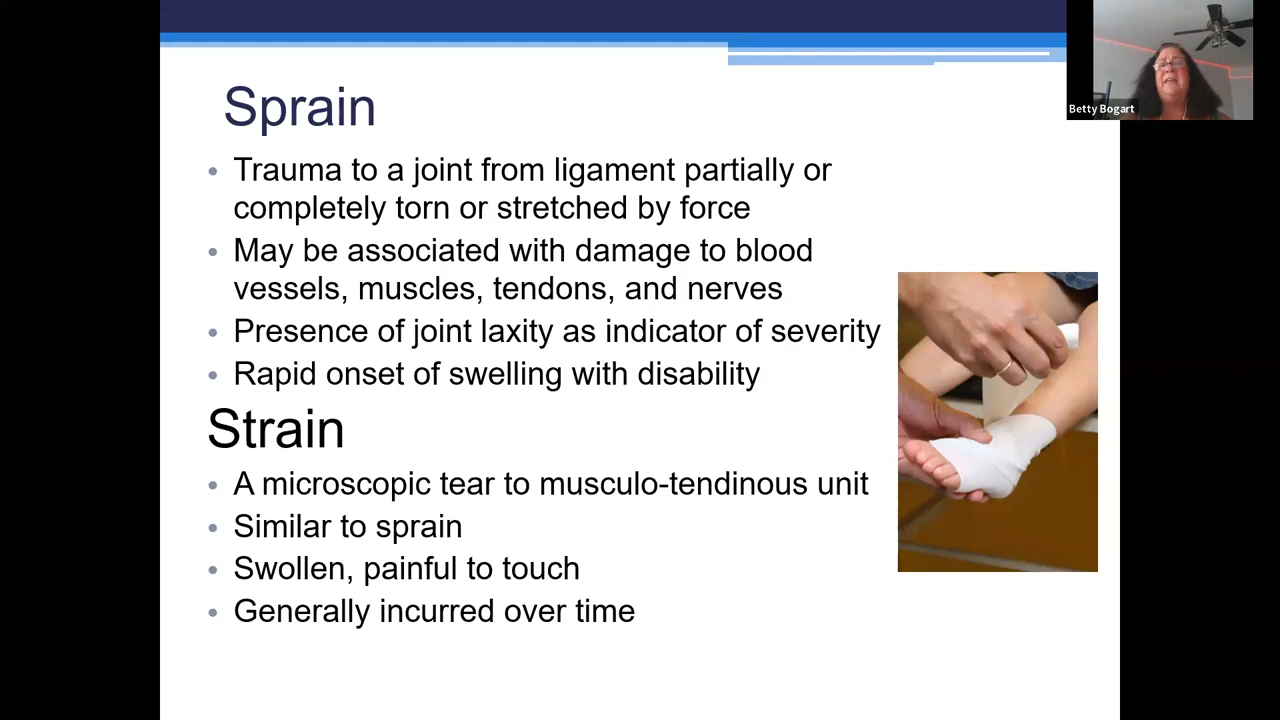 Sprain
• Trauma to a joint from ligament partially or
completely torn or stretched by force
• May be associated with damage to blood
vessels, muscles, tendons, and nerves
• Presence of joint laxity as indicator of severity
• Rapid onset of swelling with disability
Strain
• A microscopic tear to musculo-tendinous unit
• Similar to sprain
• Swollen, painful to touch
• Generally incurred over time
Betty Bogart